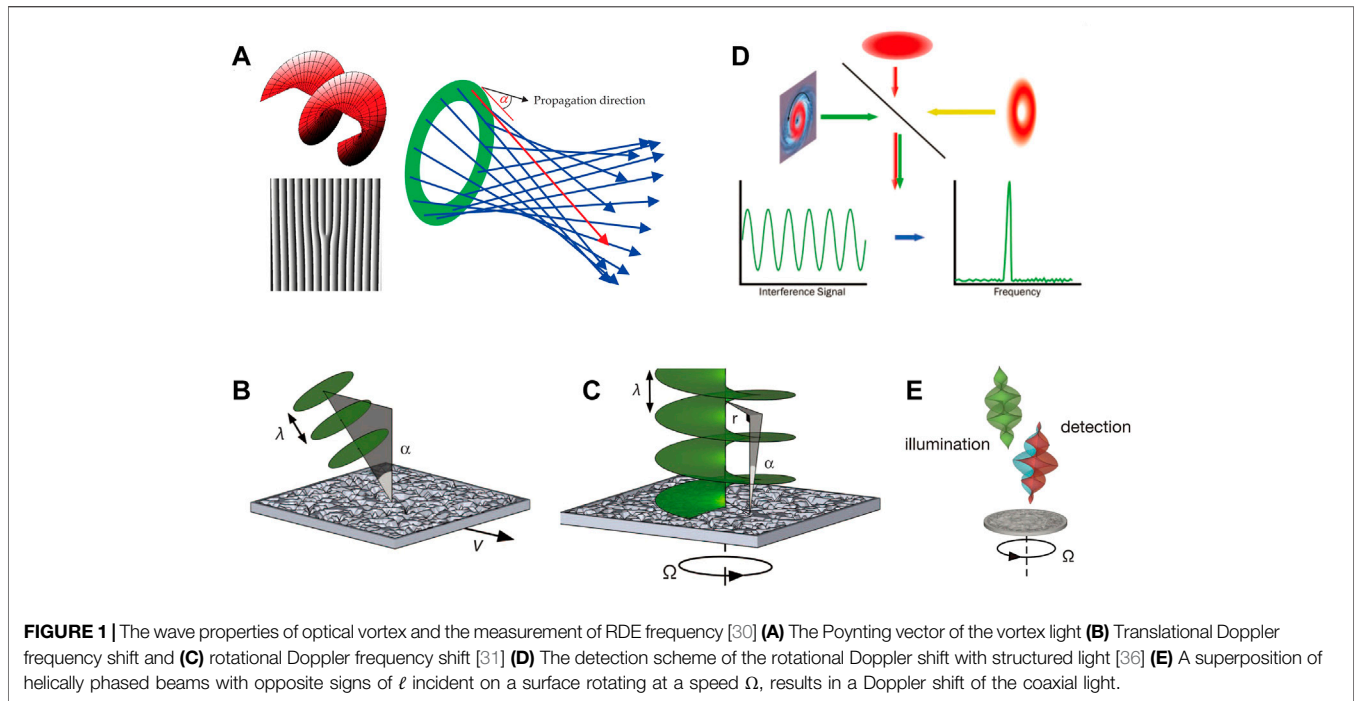 A
α
Propagation direction
D
Interference Signal
Frequency
B
λ
α
V
C
λ
r
α
Ω
E
illumination
detection
Ω
FIGURE 1 | The wave properties of optical vortex and the measurement of RDE frequency [30] (A) The Poynting vector of the vortex light (B) Translational Doppler
frequency shift and (C) rotational Doppler frequency shift [31] (D) The detection scheme of the rotational Doppler shift with structured light [36] (E) A superposition of
helically phased beams with opposite signs of ℓ incident on a surface rotating at a speed Ω, results in a Doppler shift of the coaxial light.